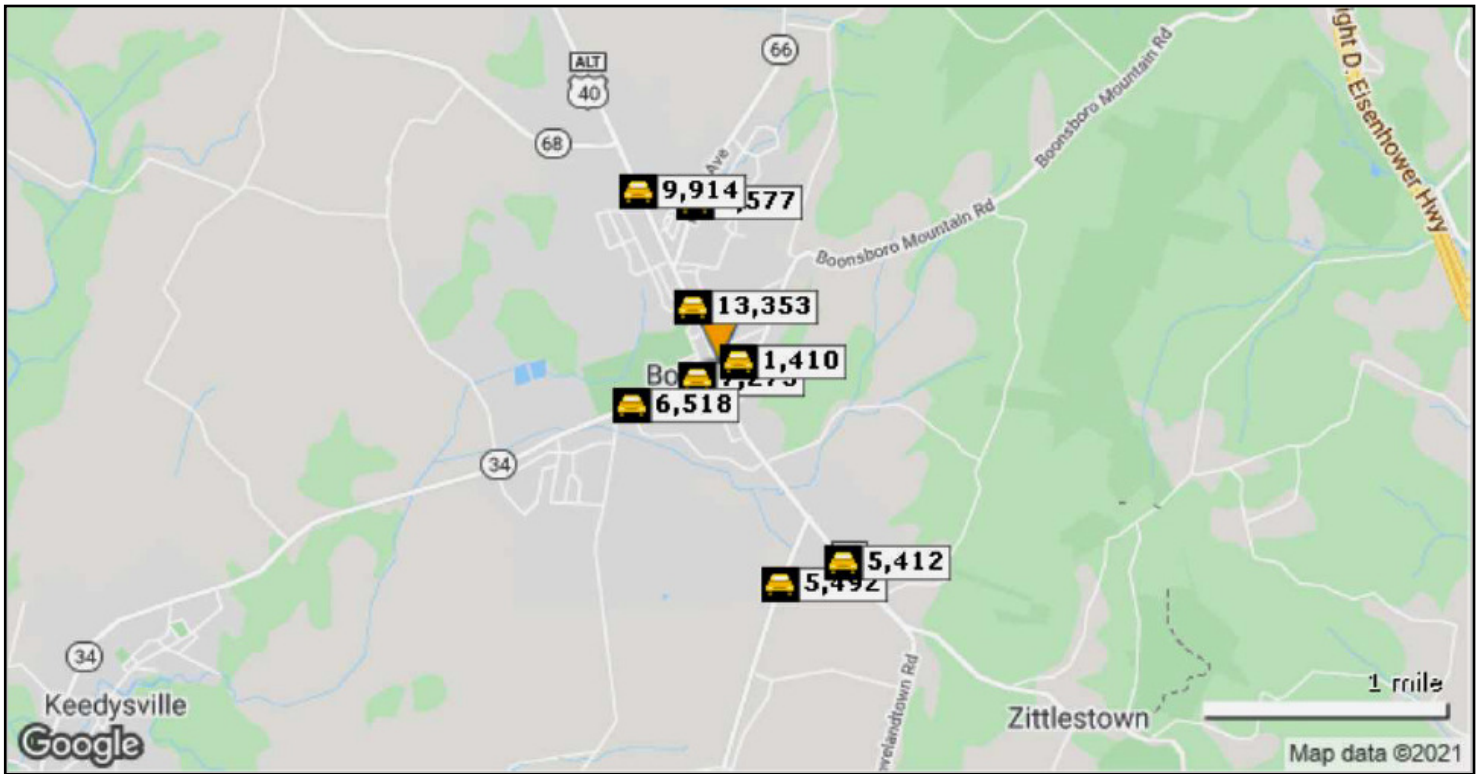 ight D. Eisenhower Hwy
66
ALT
40
Boonsboro Mountain Rd
68
Ave
9,914
,577
Boonsboro Mountain Rd
13,353
1,410
Bo
6,518
34
5,412
5,492
34
1 mile
Keedysville
velandtown Rd
Zittlestown
Google
Map data ©2021